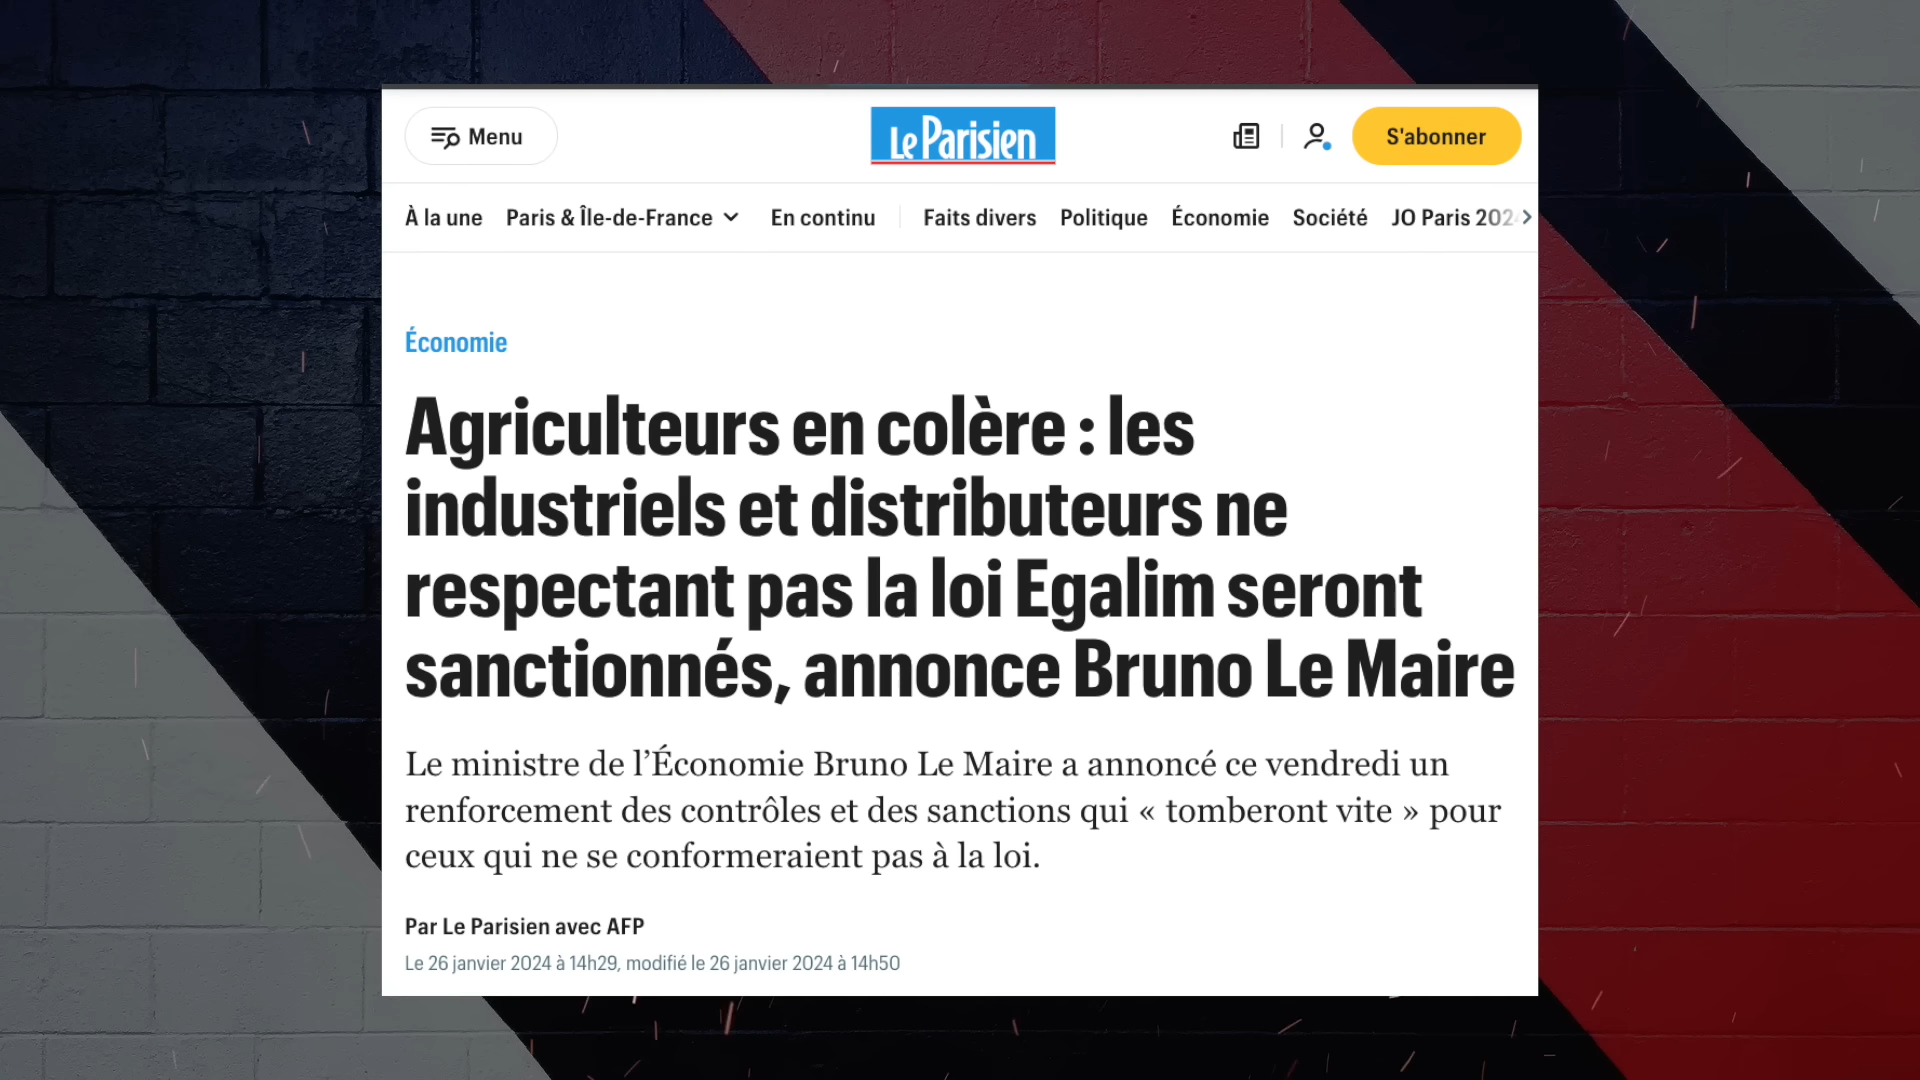 Menu
Le Parisien
S'abonner
À la une
Paris & Île-de-France
En continu
Faits divers
Politique
Économie
Société
JO Paris 202
Économie
Agriculteurs en colère : les
industriels et distributeurs ne
respectant pas la loi Egalim seront
sanctionnés, annonce Bruno Le Maire
Le ministre de l’Économie Bruno Le Maire a annoncé ce vendredi un
renforcement des contrôles et des sanctions qui « tomberont vite » pour
ceux qui ne se conformeraient pas à la loi.
Par Le Parisien avec AFP
Le 26 janvier 2024 à 14h29, modifié le 26 janvier 2024 à 14h50